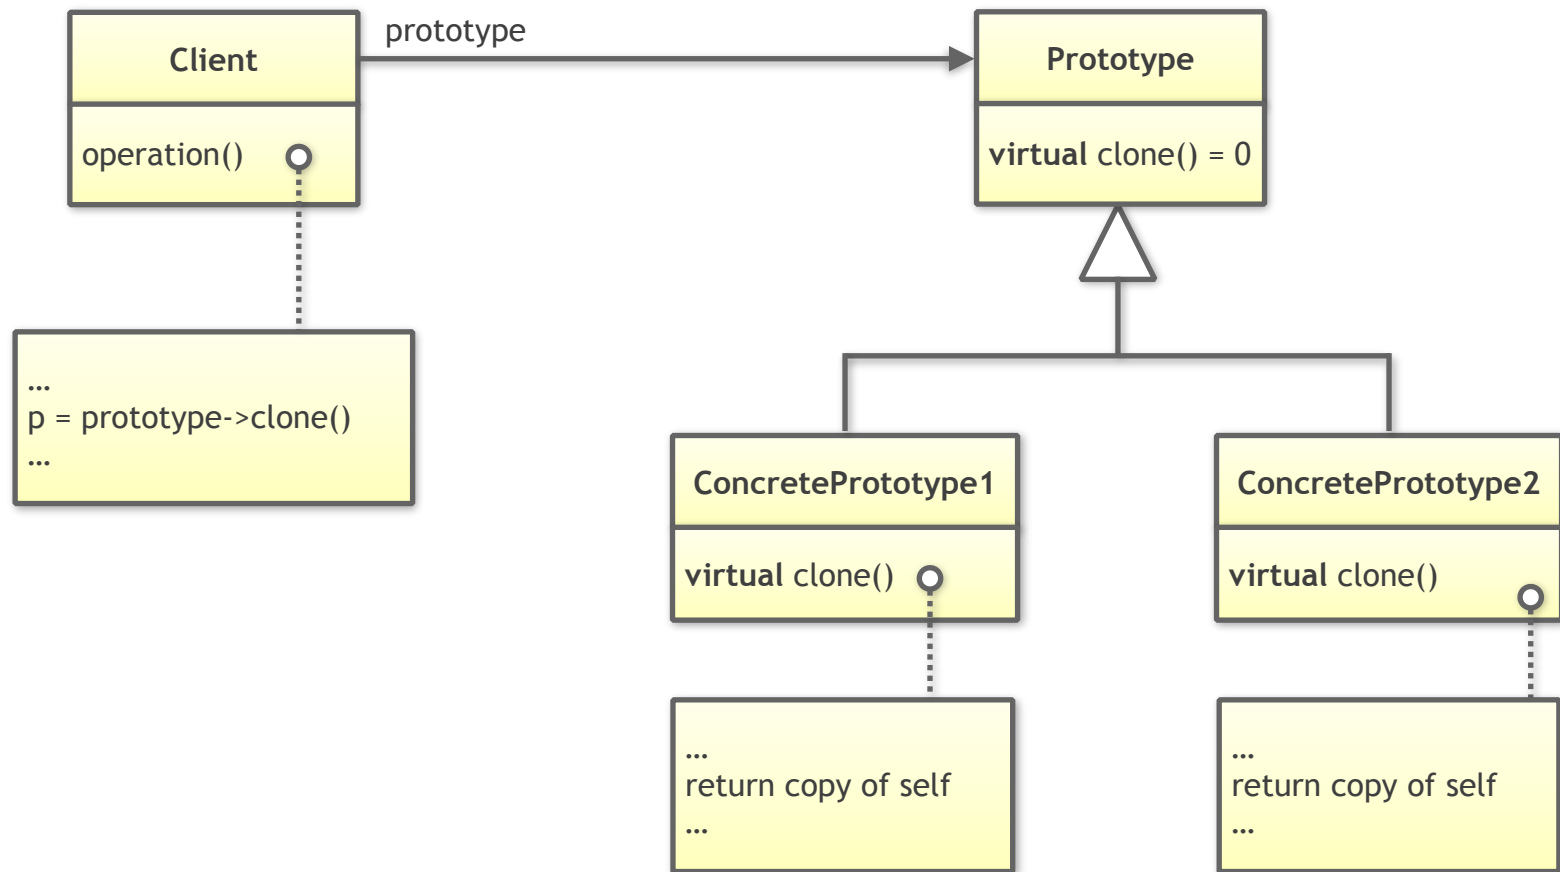 prototype
Client
operation()
Prototype
virtual clone() = 0
...
p = prototype->clone()
...
ConcretePrototype1
virtual clone()
ConcretePrototype2
virtual clone()
...
return copy of self
...
...
return copy of self
...